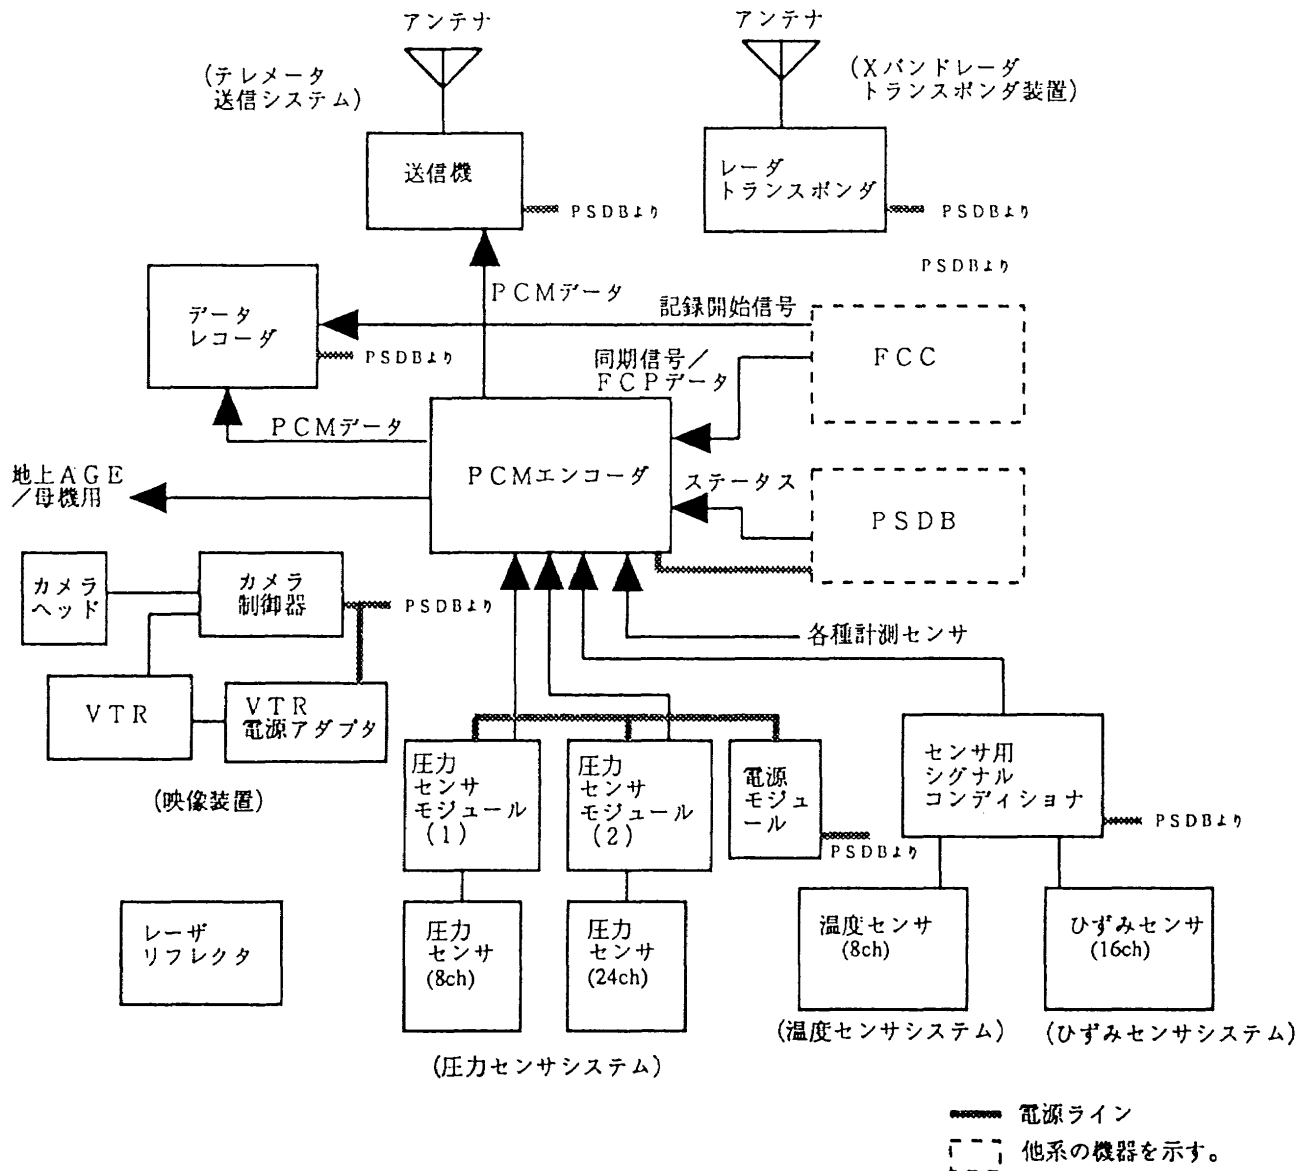 アンテナ
アンテナ
(テレメータ
送信システム)
(Xバンドレーダ
トランスポンダ装置)
送信機
レーダ
トランスポンダ
PSDBより
PSDBより
PSDBより
PCMデータ
記録開始信号
データ
レコーダ
PSDBより
同期信号/
FCPデータ
FCC
PCMデータ
地上AGE
/母機用
PCMエンコーダ
ステータス
PSDB
カメラ
ヘッド
カメラ
制御器
PSDBより
各種計測センサ
VTR
VTR
電源アダプタ
(映像装置)
圧力
センサ
モジュール
(1)
圧力
センサ
モジュール
(2)
電源
モジュ
ール
PSDBより
センサ用
シグナル
コンディショナ
PSDBより
レーザ
リフレクタ
圧力
センサ
(8ch)
圧力
センサ
(24ch)
温度センサ
(8ch)
ひずみセンサ
(16ch)
(温度センサシステム)
(ひずみセンサシステム)
(圧力センサシステム)
電源ライン
他系の機器を示す。